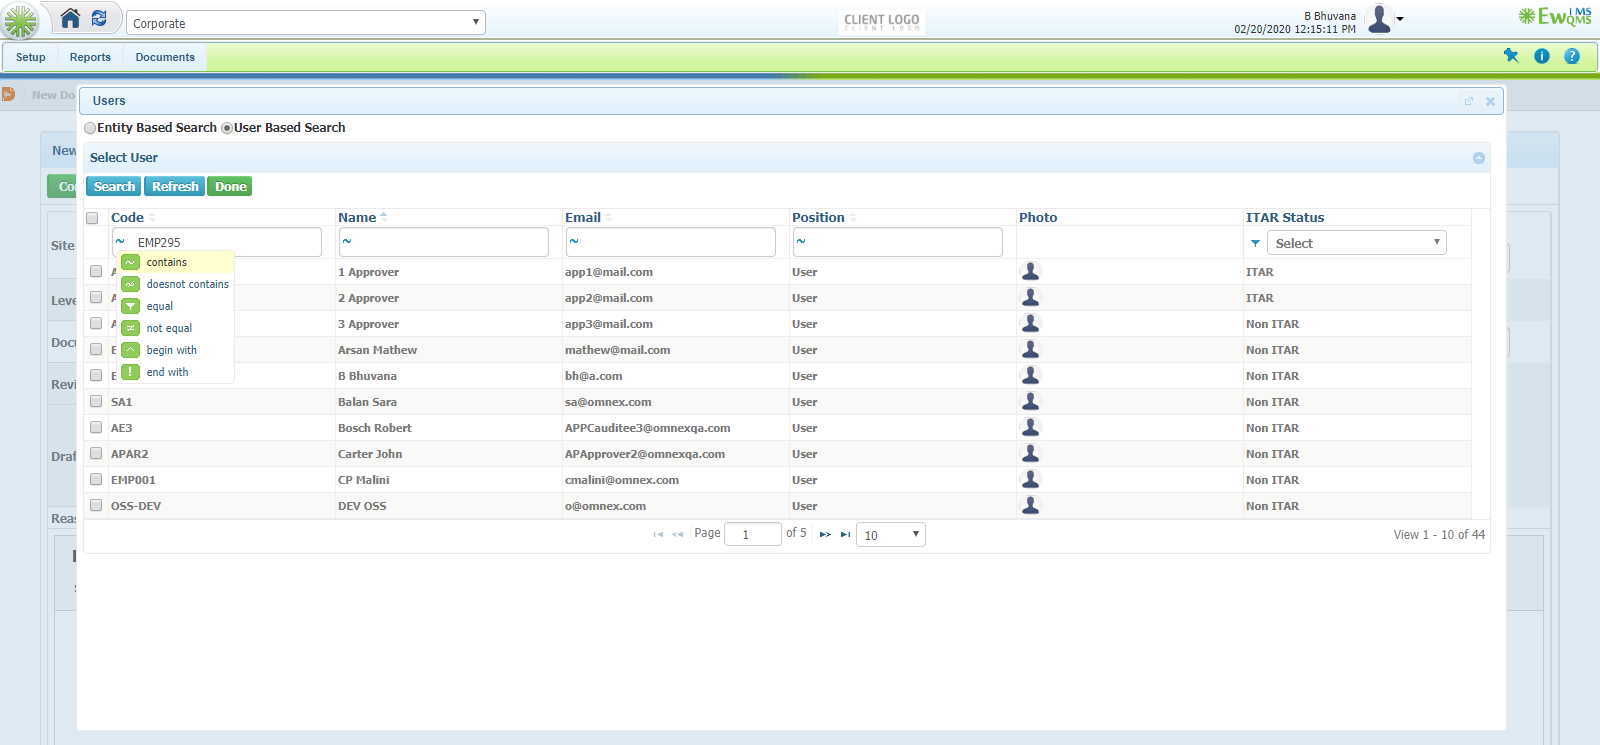 Corporate
CLIENT LOGO
CLIENT LOGO
B Bhuvana
02/20/2020 12:15:11 PM
EwIMS
QMS
Setup Reports Documents
New Do
Users
Entity Based Search User Based Search
New
Select User
Co
Search Refresh Done
Code Name Email Position Photo ITAR Status
Site
~ EMP295 ~ ~ ~ Select
contains
doesnot contains
equal
not equal
begin with
end with
A 1 Approver app1@mail.com User ITAR
A 2 Approver app2@mail.com User ITAR
Leve
A 3 Approver app3@mail.com User Non ITAR
Docu
E Arsan Mathew mathew@mail.com User Non ITAR
E B Bhuvana bh@a.com User Non ITAR
Revi
SA1 Balan Sara sa@omnex.com User Non ITAR
AE3 Bosch Robert APPCauditee3@omnexqa.com User Non ITAR
Draf
APAR2 Carter John APApprover2@omnexqa.com User Non ITAR
EMP001 CP Malini cmalini@omnex.com User Non ITAR
OSS-DEV DEV OSS o@omnex.com User Non ITAR
Reas
Page 1 of 5 10 View 1 - 10 of 44